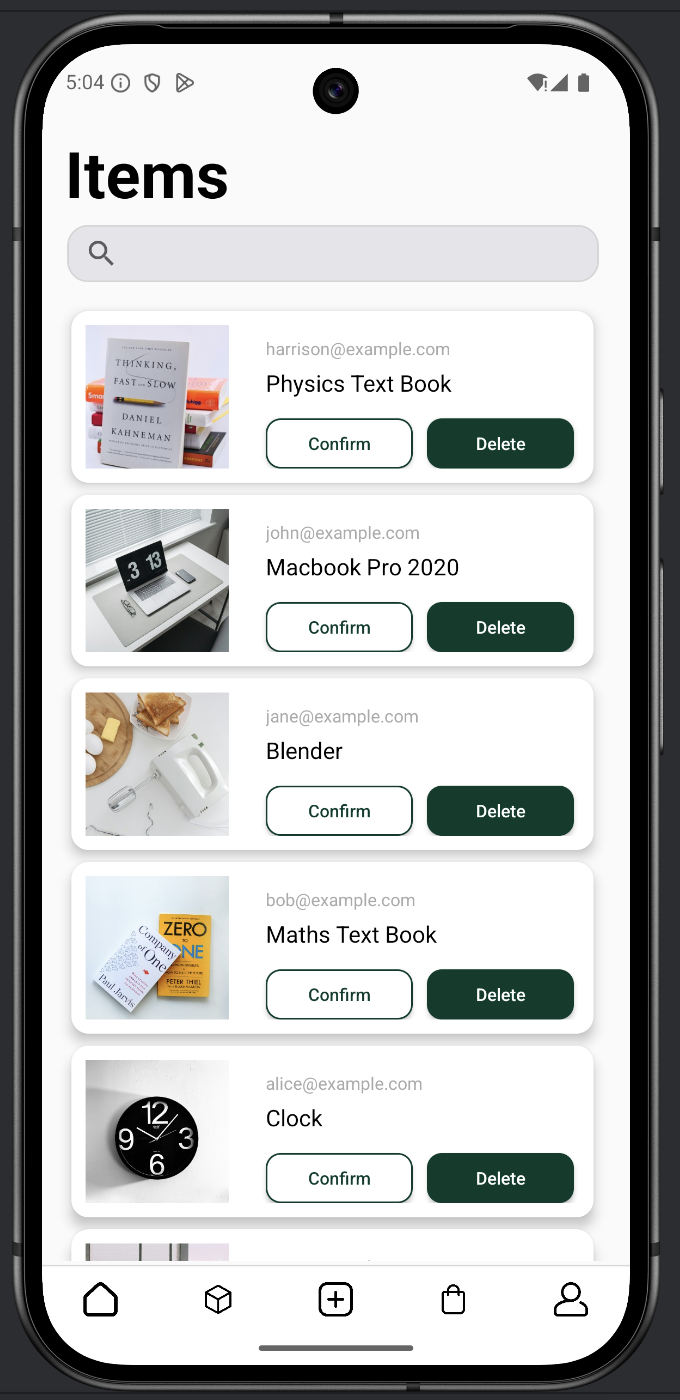 5:04
Items
THINKING,
FAST AND SLOW
DANIEL
KAHNEMAN
harrison@example.com
Physics Text Book
Confirm
Delete
3 13
john@example.com
Macbook Pro 2020
Confirm
Delete
jane@example.com
Blender
Confirm
Delete
ZERO
TO
ONE
PETER THIEL
Company
of One
Paul Jarvis
bob@example.com
Maths Text Book
Confirm
Delete
12
9 3
6
alice@example.com
Clock
Confirm
Delete